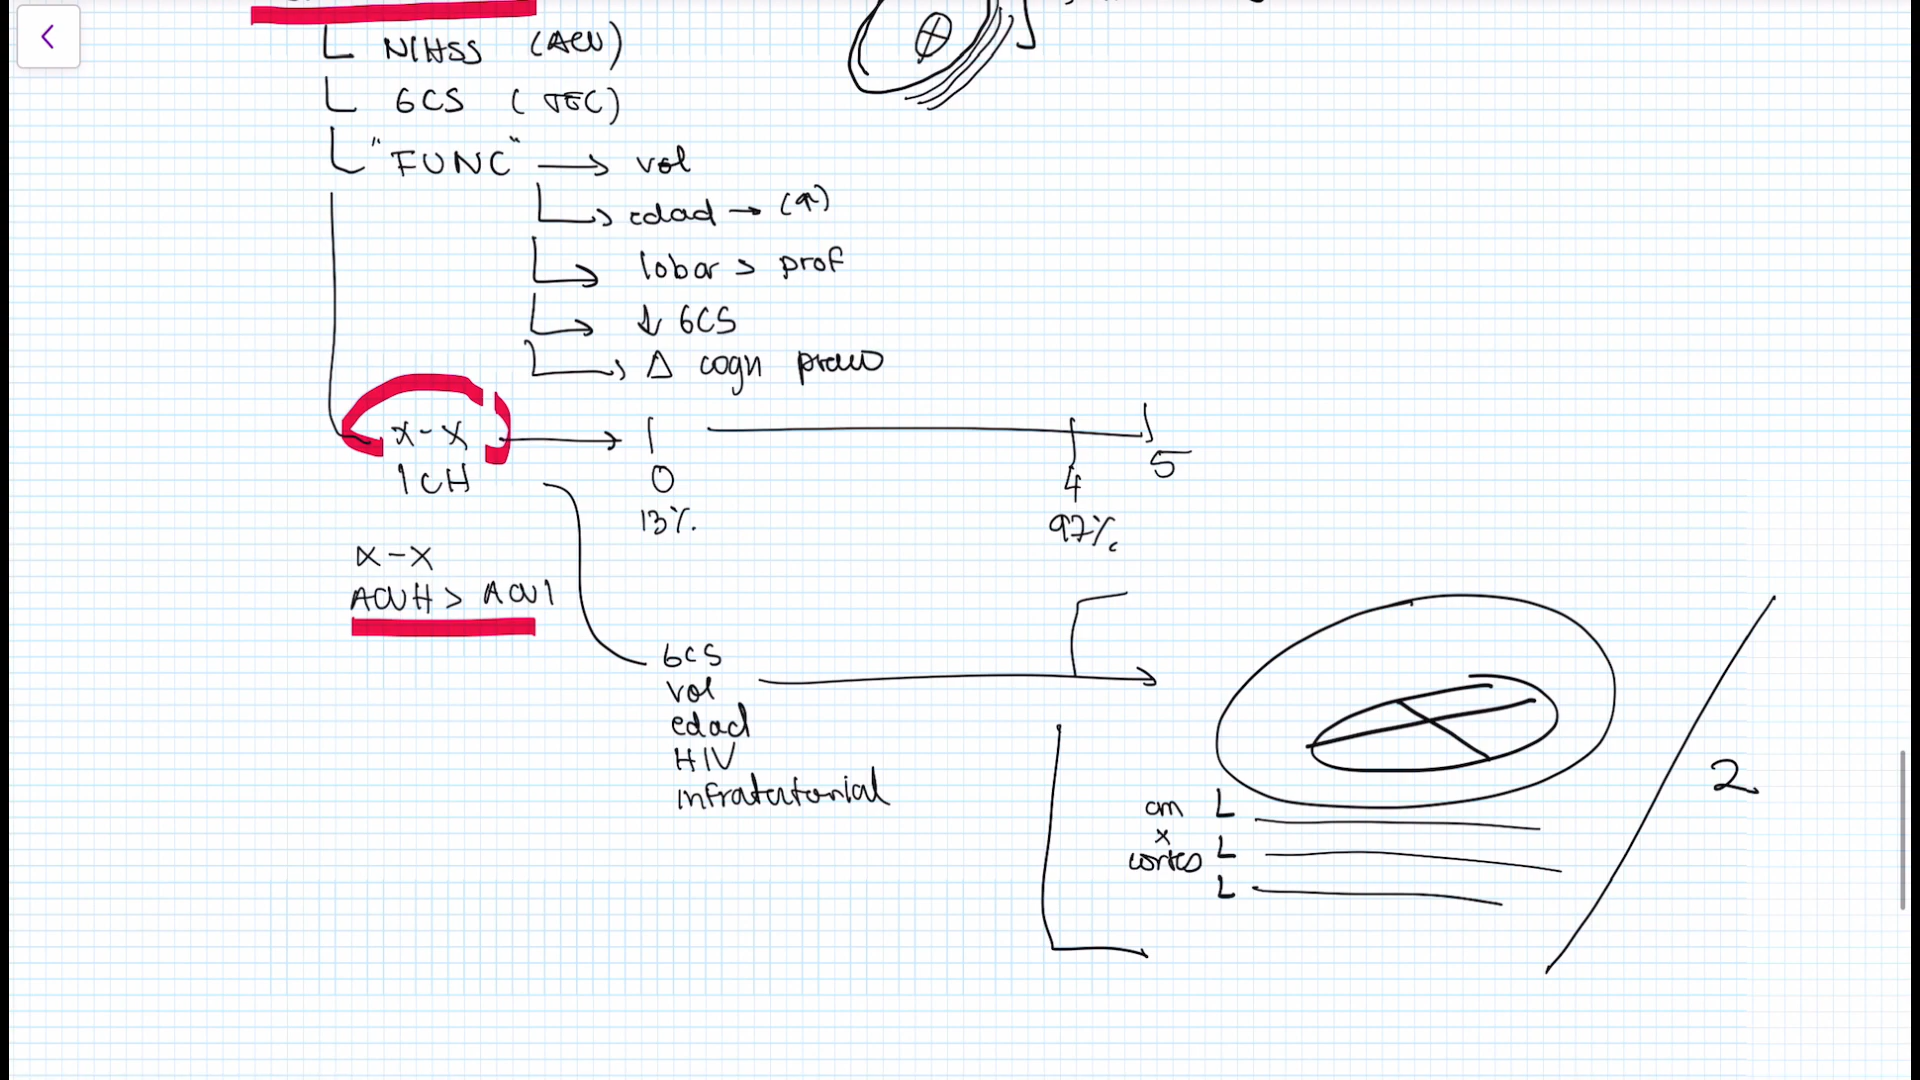 NIHSS (ACV)
GCS (TEC)
"FUNC" → vol
edad → (↑)
lobar > prof
↓ GCS
Δ cogn previo
x-x
ICH
0
13%.
4
97%
5
x-x
ACVH > ACVI
GCS
vol
edad
HIV
infratentorial
cm
x
cortes
2